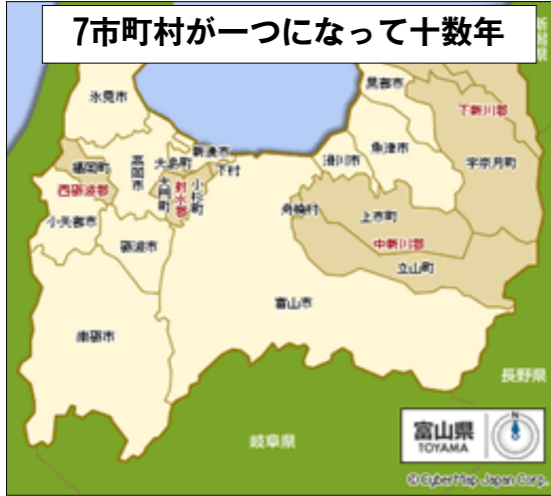 7市町村が一つになって十数年
新潟県
氷見市
黒部市
下新川郡
魚津市
宇奈月町
新湊市
大島町
下村
高岡市
福岡町
大門町
射水郡
小杉町
滑川市
西砺波郡
舟橋村
上市町
小矢部市
中新川郡
砺波市
立山町
富山市
南砺市
長野県
岐阜県
富山県
TOYAMA
N
© CyberMap Japan Corp.